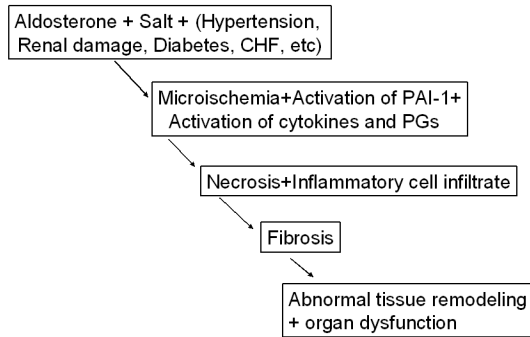 Aldosterone + Salt + (Hypertension,
Renal damage, Diabetes, CHF, etc)
Microischemia+Activation of PAI-1+
Activation of cytokines and PGs
Necrosis+Inflammatory cell infiltrate
Fibrosis
Abnormal tissue remodeling
+ organ dysfunction